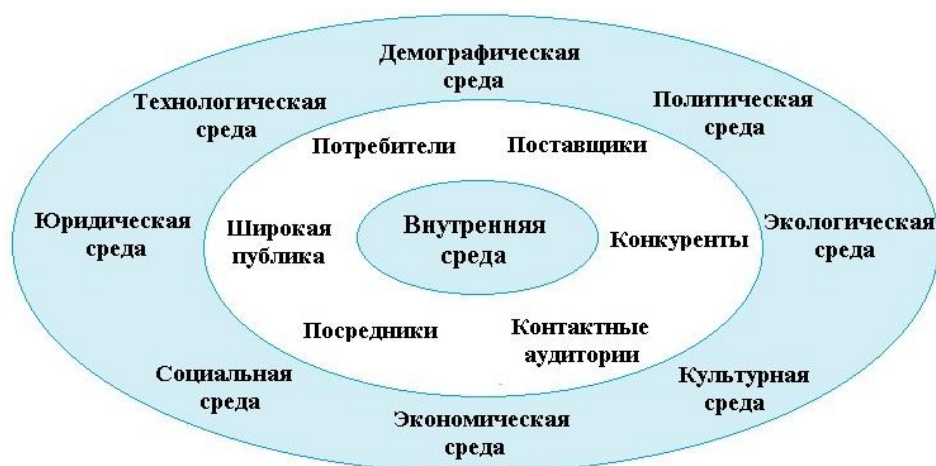 Демографическая
среда
Технологическая
среда
Политическая
среда
Потребители
Поставщики
Юридическая
среда
Широкая
публика
Внутренняя
среда
Конкуренты
Экологическая
среда
Посредники
Контактные
аудитории
Социальная
среда
Культурная
среда
Экономическая
среда